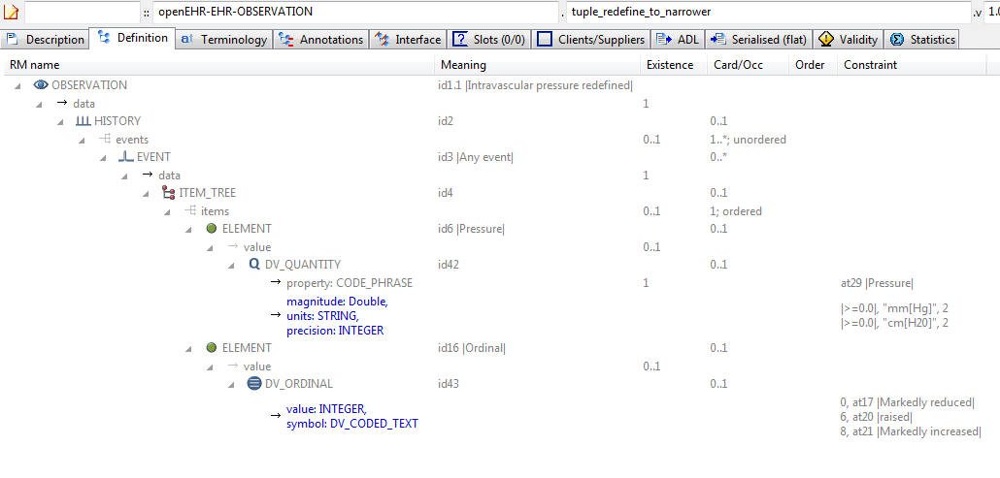 :: openEHR-EHR-OBSERVATION . tuple_redefine_to_narrower .v 1.0
Description Definition Terminology Annotations Interface Slots (0/0) Clients/Suppliers ADL Serialised (flat) Validity Statistics
RM name Meaning Existence Card/Occ Order Constraint
OBSERVATION id1.1 |Intravascular pressure redefined|
data 1
HISTORY id2 0..1
events 0..1 1..*; unordered
EVENT id3 |Any event| 0..*
data 1
ITEM_TREE id4 0..1
items 0..1 1; ordered
ELEMENT id6 |Pressure| 0..1
value 0..1
DV_QUANTITY id42 0..1
property: CODE_PHRASE 1 at29 |Pressure|
magnitude: Double,
units: STRING, |>=0.0|, "mm[Hg]", 2
precision: INTEGER |>=0.0|, "cm[H20]", 2
ELEMENT id16 |Ordinal| 0..1
value 0..1
DV_ORDINAL id43 0..1
0, at17 |Markedly reduced|
value: INTEGER, 6, at20 |raised|
symbol: DV_CODED_TEXT 8, at21 |Markedly increased|